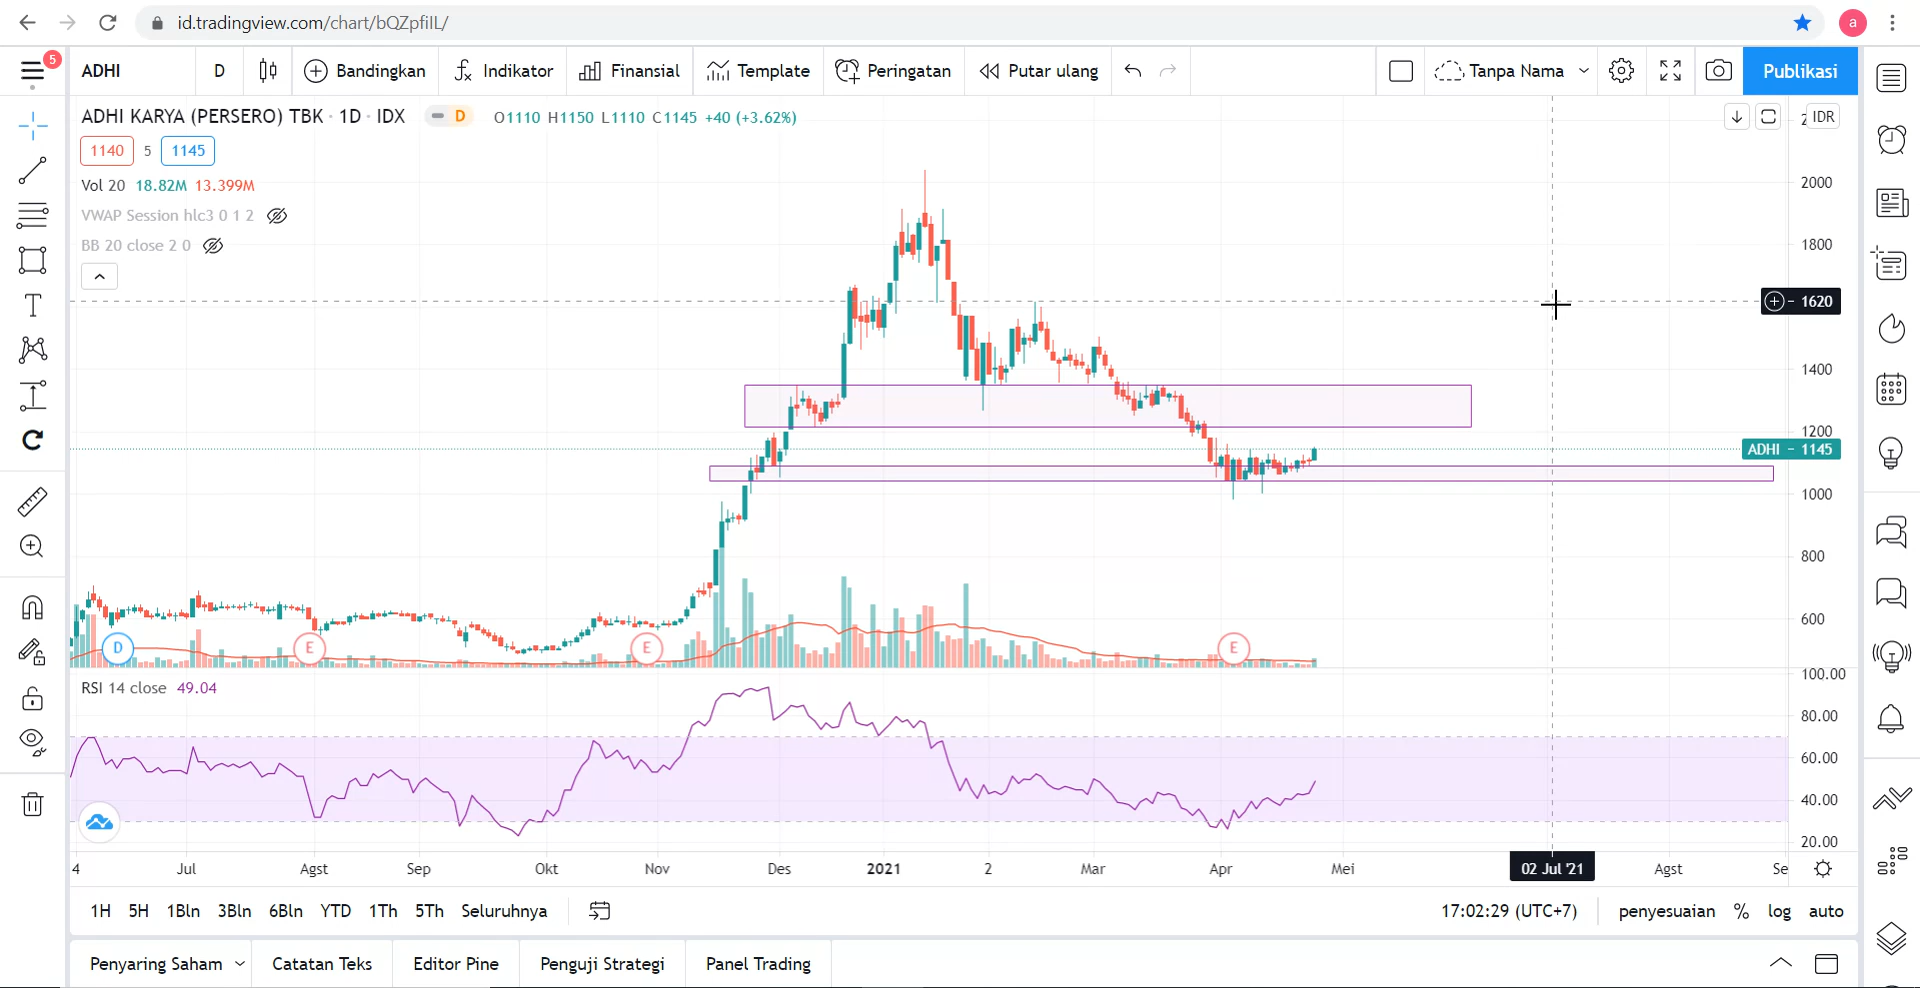 id.tradingview.com/chart/bQZpfiIL/
a
5
ADHI
D
Bandingkan
Indikator
Finansial
Template
Peringatan
Putar ulang
Tanpa Nama
Publikasi
ADHI KARYA (PERSERO) TBK · 1D · IDX
D
O1110 H1150 L1110 C1145 +40 (+3.62%)
IDR
1140
5
1145
Vol 20 18.82M 13.399M
VWAP Session hlc3 0 1 2
BB 20 close 2 0
2000
1800
1620
1400
1200
ADHI - 1145
1000
800
600
D
E
E
E
RSI 14 close 49.04
100.00
80.00
60.00
40.00
20.00
4
Jul
Agst
Sep
Okt
Nov
Des
2021
2
Mar
Apr
Mei
02 Jul '21
Agst
Se
1H
5H
1Bln
3Bln
6Bln
YTD
1Th
5Th
Seluruhnya
17:02:29 (UTC+7)
penyesuaian
%
log
auto
Penyaring Saham
Catatan Teks
Editor Pine
Penguji Strategi
Panel Trading